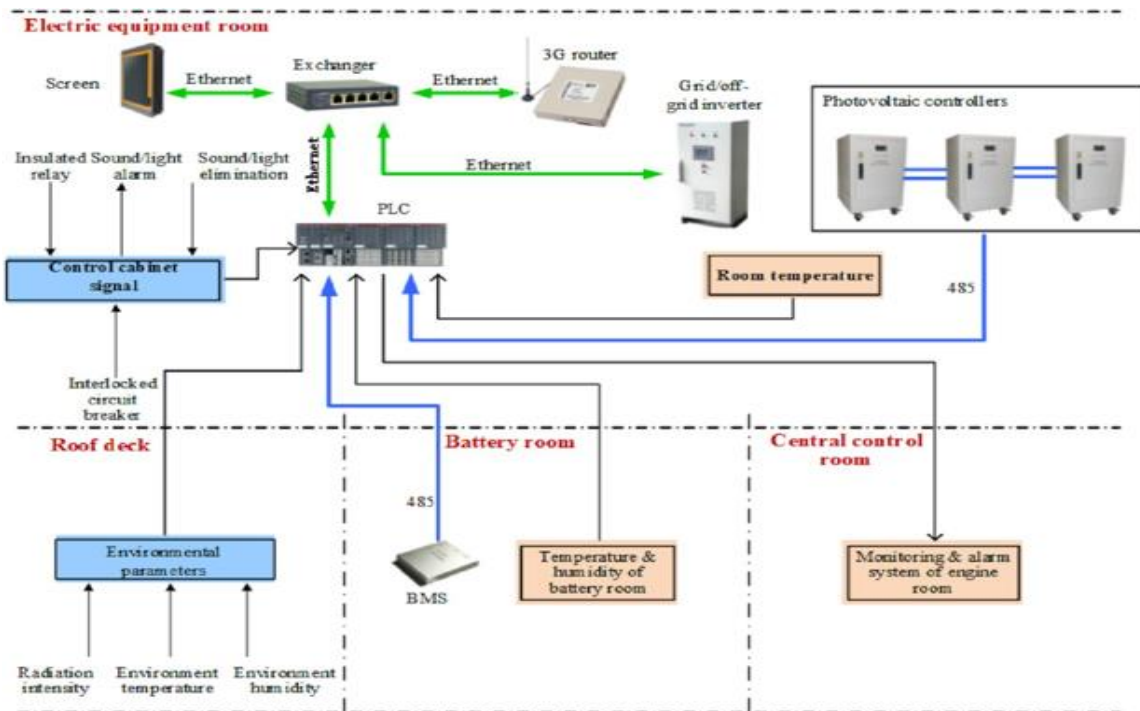 Electric equipment room
Screen
Ethernet
Exchanger
Ethernet
3G router
Grid/off-
grid inverter
Photovoltaic controllers
Insulated
relay
Sound/light
alarm
Sound/light
elimination
Ethernet
Ethernet
PLC
Control cabinet
signal
Room temperature
485
Interlocked
circuit
breaker
Roof deck
Battery room
Central control
room
485
Environmental
parameters
BMS
Temperature &
humidity of
battery room
Monitoring & alarm
system of engine
room
Radiation
intensity
Environment
temperature
Environment
humidity